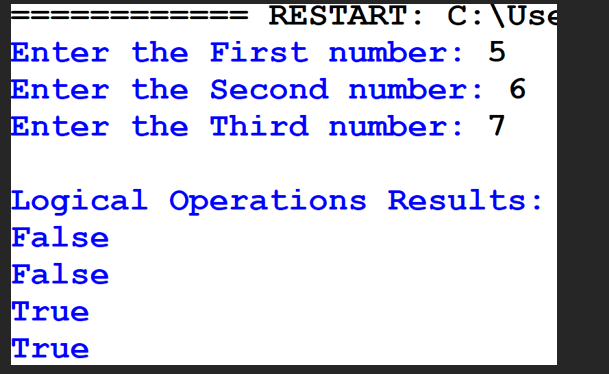 ============ RESTART: C:\Use
Enter the First number: 5
Enter the Second number: 6
Enter the Third number: 7
Logical Operations Results:
False
False
True
True